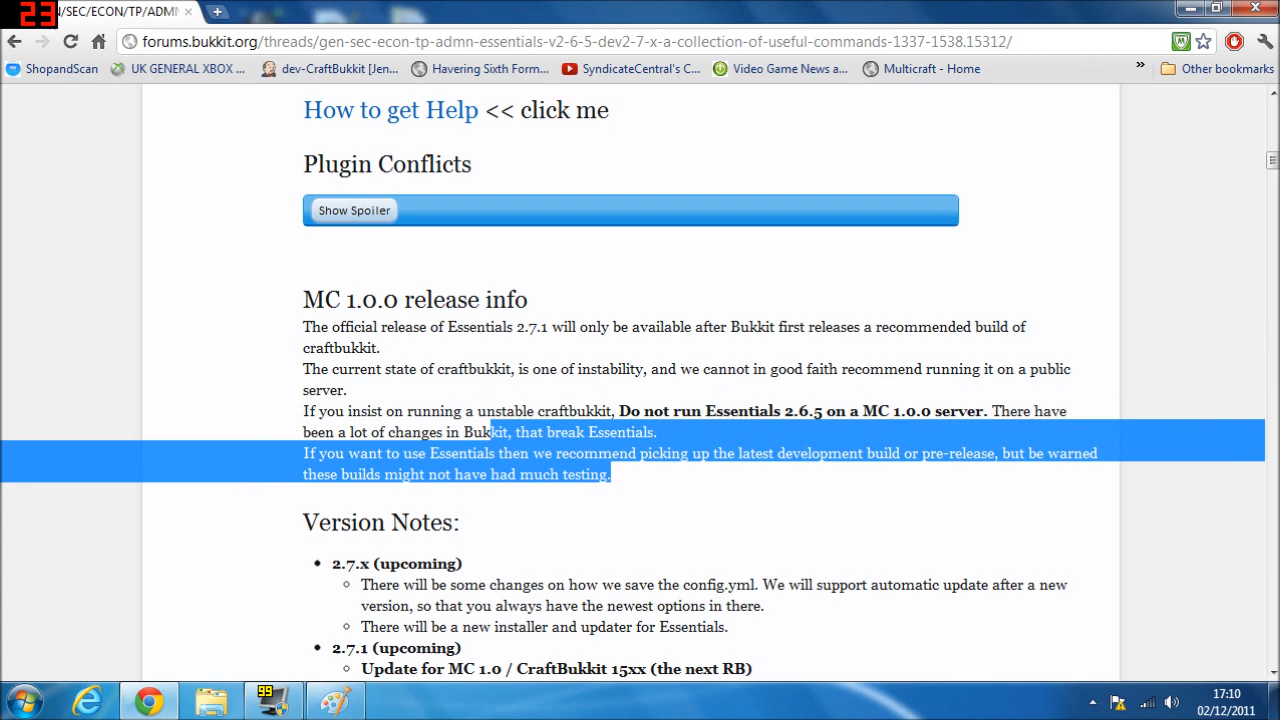 23
N/SEC/ECON/TP/ADMN
forums.bukkit.org/threads/gen-sec-econ-tp-admn-essentials-v2-6-5-dev2-7-x-a-collection-of-useful-commands-1337-1538.15312/
ShopandScan
UK GENERAL XBOX ...
dev-CraftBukkit [Jen...
Havering Sixth Form...
SyndicateCentral's C...
Video Game News a...
Multicraft - Home
»
Other bookmarks
How to get Help << click me
Plugin Conflicts
Show Spoiler
MC 1.0.0 release info
The official release of Essentials 2.7.1 will only be available after Bukkit first releases a recommended build of
craftbukkit.
The current state of craftbukkit, is one of instability, and we cannot in good faith recommend running it on a public
server.
If you insist on running a unstable craftbukkit, Do not run Essentials 2.6.5 on a MC 1.0.0 server. There have
been a lot of changes in Bukkit, that break Essentials.
If you want to use Essentials then we recommend picking up the latest development build or pre-release, but be warned
these builds might not have had much testing.
Version Notes:
2.7.x (upcoming)
There will be some changes on how we save the config.yml. We will support automatic update after a new
version, so that you always have the newest options in there.
There will be a new installer and updater for Essentials.
2.7.1 (upcoming)
Update for MC 1.0 / CraftBukkit 15xx (the next RB)
99
17:10
02/12/2011